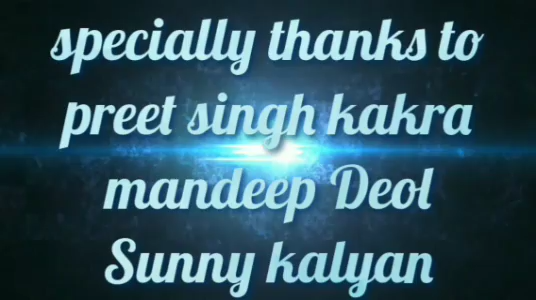 specially thanks to
preet singh kakra
mandeep Deol
Sunny kalyan